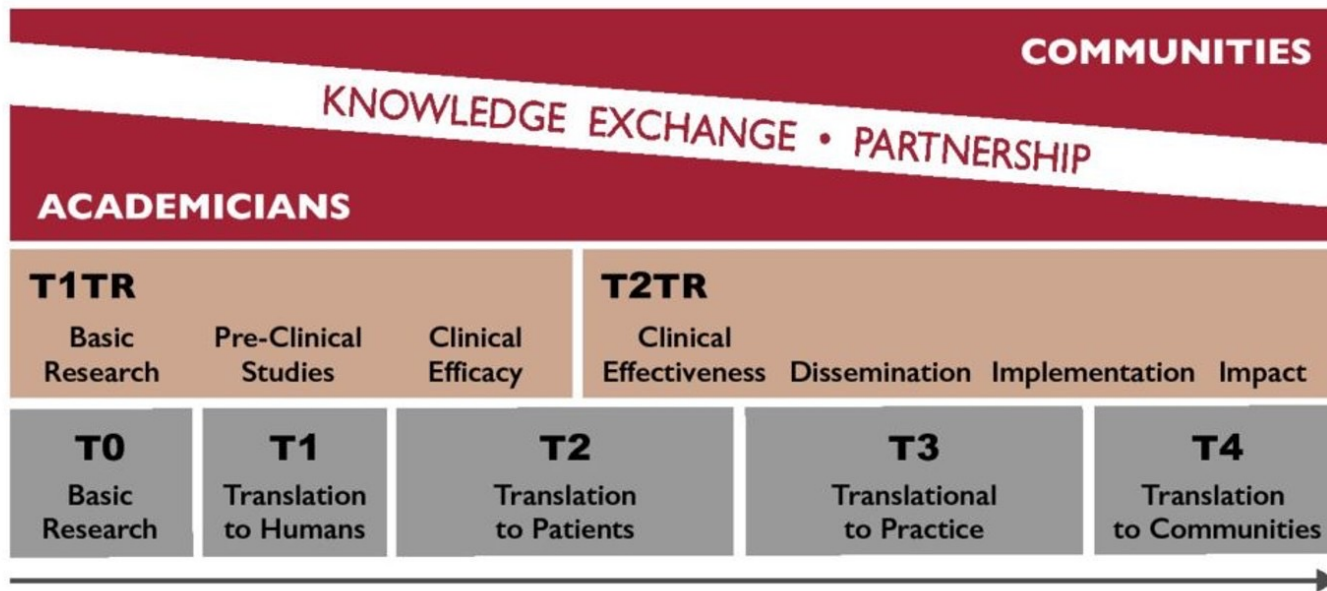 COMMUNITIES
KNOWLEDGE EXCHANGE • PARTNERSHIP
ACADEMICIANS
T1TR
Basic
Research
Pre-Clinical
Studies
Clinical
Efficacy
T2TR
Clinical
Effectiveness
Dissemination
Implementation
Impact
T0
Basic
Research
T1
Translation
to Humans
T2
Translation
to Patients
T3
Translational
to Practice
T4
Translation
to Communities